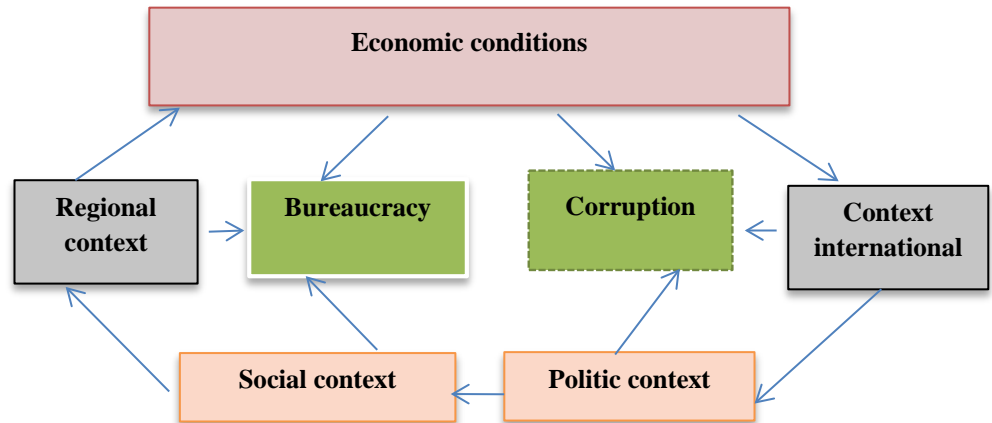 Economic conditions
Regional
context
Bureaucracy
Corruption
Context
international
Social context
Politic context